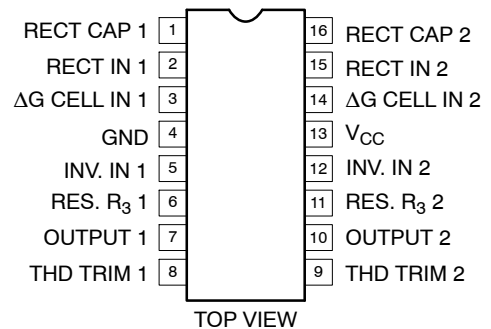 RECT CAP 1 1 16 RECT CAP 2
RECT IN 1 2 15 RECT IN 2
ΔG CELL IN 1 3 14 ΔG CELL IN 2
GND 4 13 VCC
INV. IN 1 5 12 INV. IN 2
RES. R3 1 6 11 RES. R3 2
OUTPUT 1 7 10 OUTPUT 2
THD TRIM 1 8 9 THD TRIM 2
TOP VIEW